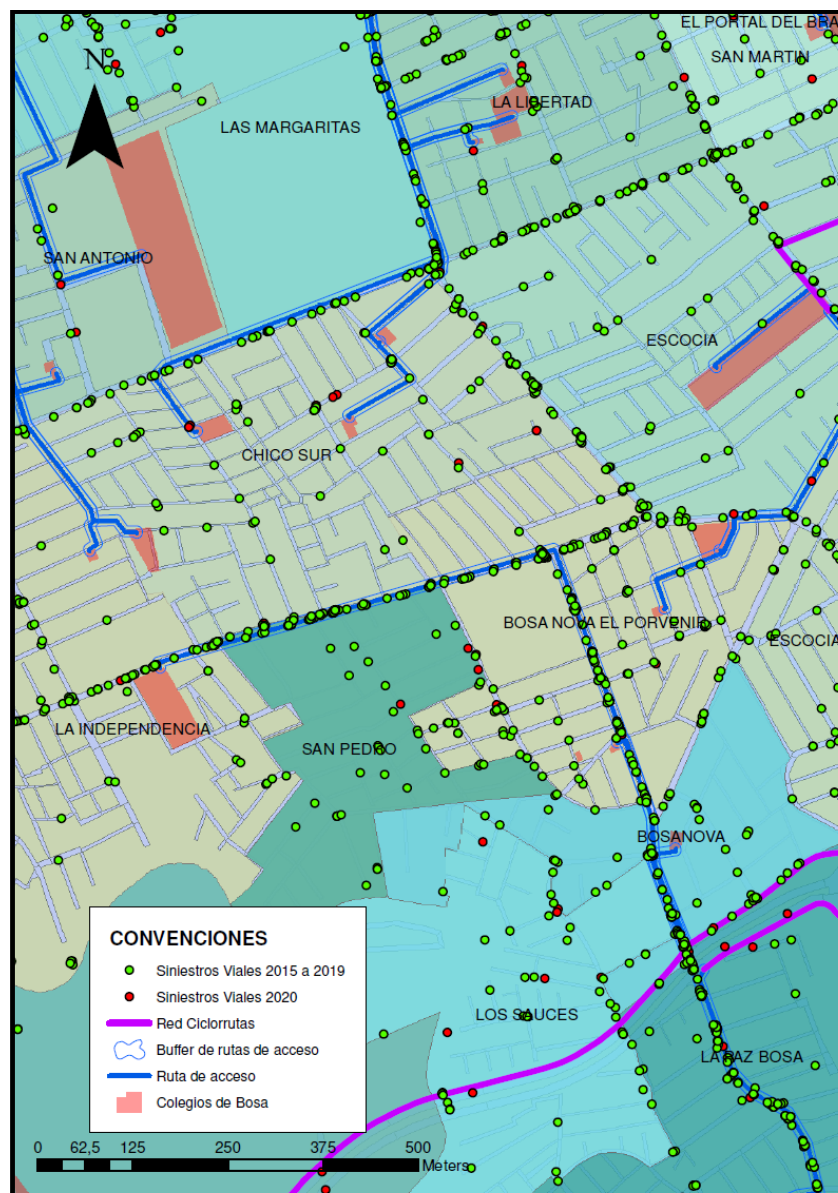 EL PORTAL DEL BRA
SAN MARTIN
N
LA LIBERTAD
LAS MARGARITAS
SAN ANTONIO
ESCOCIA
CHICO SUR
BOSA NOVA EL PORVENIR
ESCOCIA
LA INDEPENDENCIA
SAN PEDRO
BOSANOVA
CONVENCIONES
Siniestros Viales 2015 a 2019
Siniestros Viales 2020
Red Ciclorrutas
Buffer de rutas de acceso
Ruta de acceso
Colegios de Bosa
LOS SAUCES
LA PAZ BOSA
0 62,5 125 250 375 500
Meters